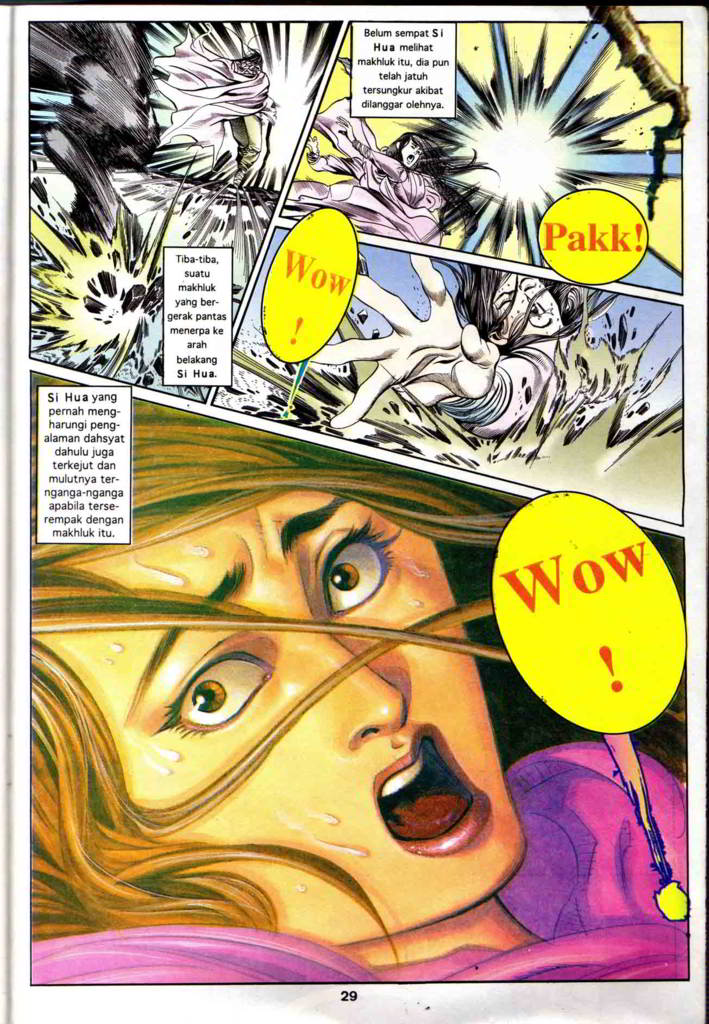 Tiba-tiba,
suatu
makhluk
yang ber-
gerak pantas
menerpa ke
arah
belakang
Si Hua.
Belum sempat Si
Hua melihat
makhluk itu, dia pun
telah jatuh
tersungkur akibat
dilanggar olehnya.
Pakk!
Wow
!
Si Hua yang
pernah meng-
harungi peng-
alaman dahsyat
dahulu juga
terkejut dan
mulutnya ter-
nganga-nganga
apabila terse-
rempak dengan
makhluk itu.
Wow
!
29